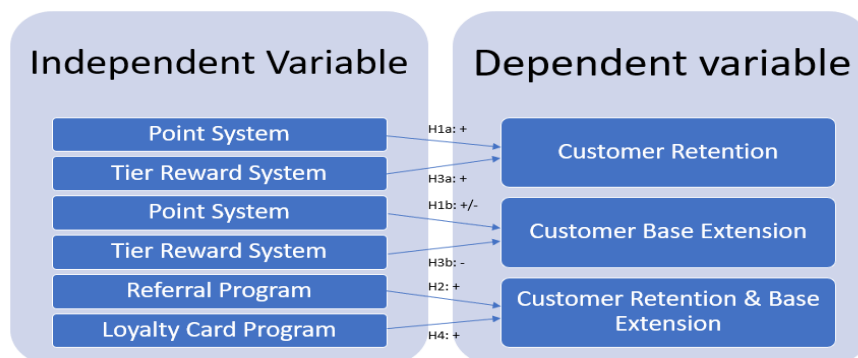 Independent Variable
Point System
Tier Reward System
Point System
Tier Reward System
Referral Program
Loyalty Card Program
H1a: +
H3a: +
H1b: +/-
H3b: -
H2: +
H4: +
Dependent variable
Customer Retention
Customer Base Extension
Customer Retention & Base
Extension